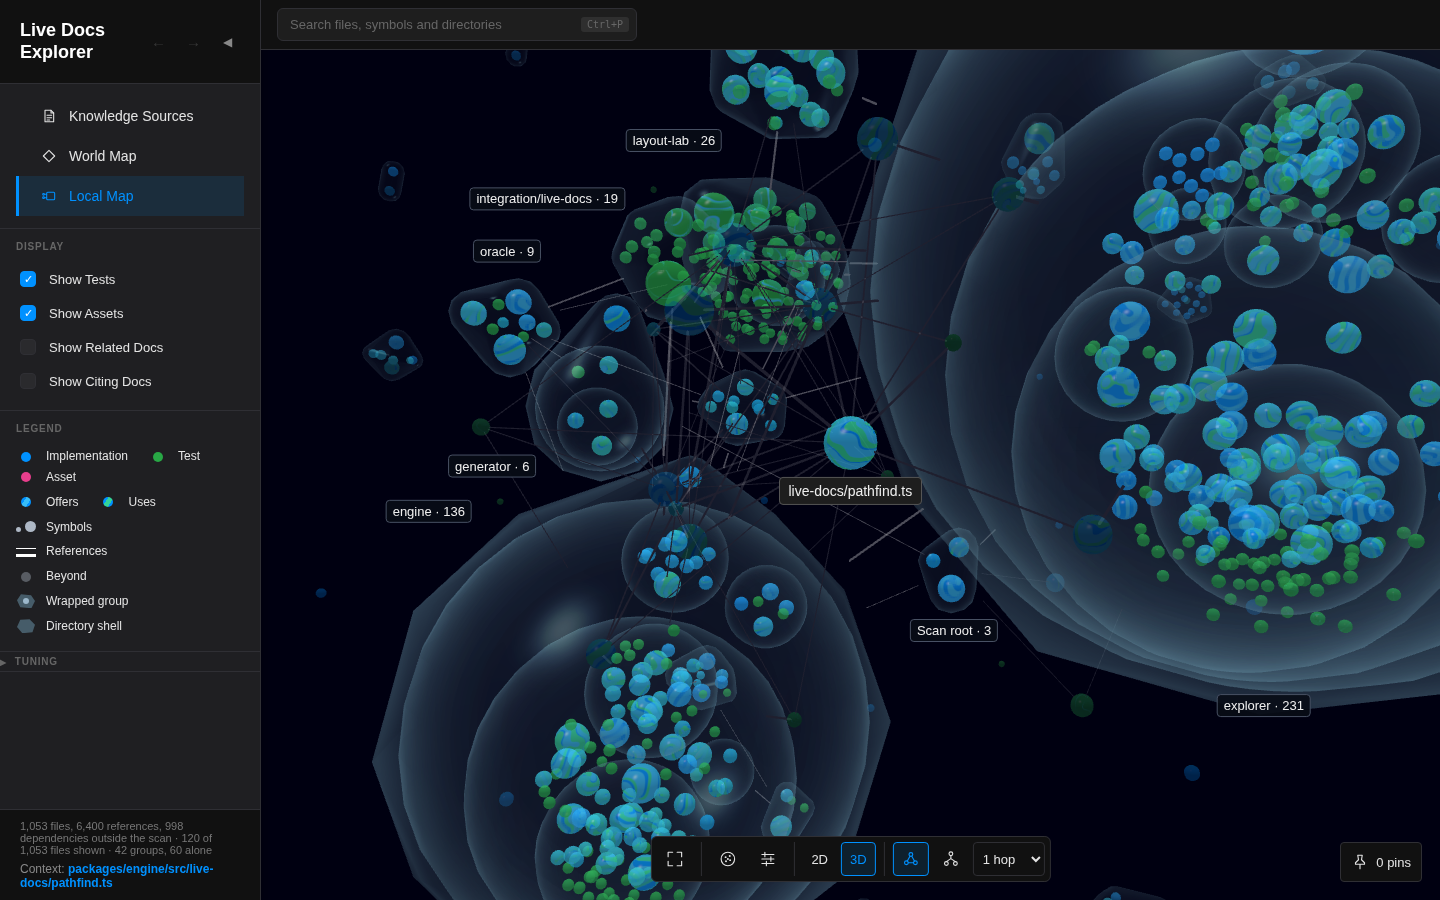 Live Docs
Explorer
← → ◀
Search files, symbols and directories
Ctrl+P
Knowledge Sources
World Map
Local Map
DISPLAY
Show Tests
Show Assets
Show Related Docs
Show Citing Docs
LEGEND
Implementation
Test
Asset
Offers
Uses
Symbols
References
Beyond
Wrapped group
Directory shell
TUNING
1,053 files, 6,400 references, 998
dependencies outside the scan · 120 of
1,053 files shown · 42 groups, 60 alone
Context: packages/engine/src/live-
docs/pathfind.ts
layout-lab · 26
integration/live-docs · 19
oracle · 9
generator · 6
engine · 136
live-docs/pathfind.ts
Scan root · 3
explorer · 231
2D
3D
1 hop
0 pins